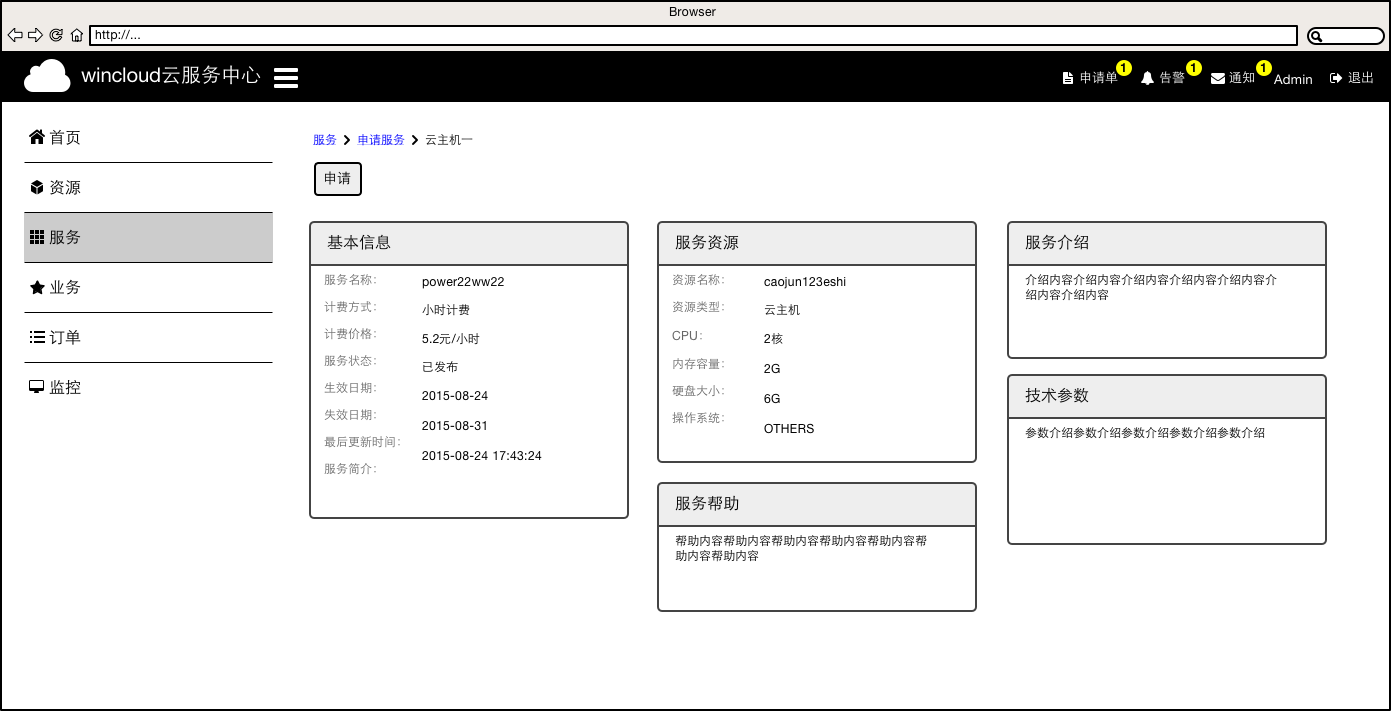 Browser
http://...
wincloud云服务中心
申请单 1 告警 1 通知 1 Admin 退出
首页
资源
服务
业务
订单
监控
服务 申请服务 云主机一
申请
基本信息
服务名称： power22ww22
计费方式： 小时计费
计费价格： 5.2元/小时
服务状态： 已发布
生效日期： 2015-08-24
失效日期： 2015-08-31
最后更新时间： 2015-08-24 17:43:24
服务简介：
服务资源
资源名称： caojun123eshi
资源类型： 云主机
CPU： 2核
内存容量： 2G
硬盘大小： 6G
操作系统： OTHERS
服务帮助
帮助内容帮助内容帮助内容帮助内容帮助内容帮
助内容帮助内容
服务介绍
介绍内容介绍内容介绍内容介绍内容介绍内容介
绍内容介绍内容
技术参数
参数介绍参数介绍参数介绍参数介绍参数介绍